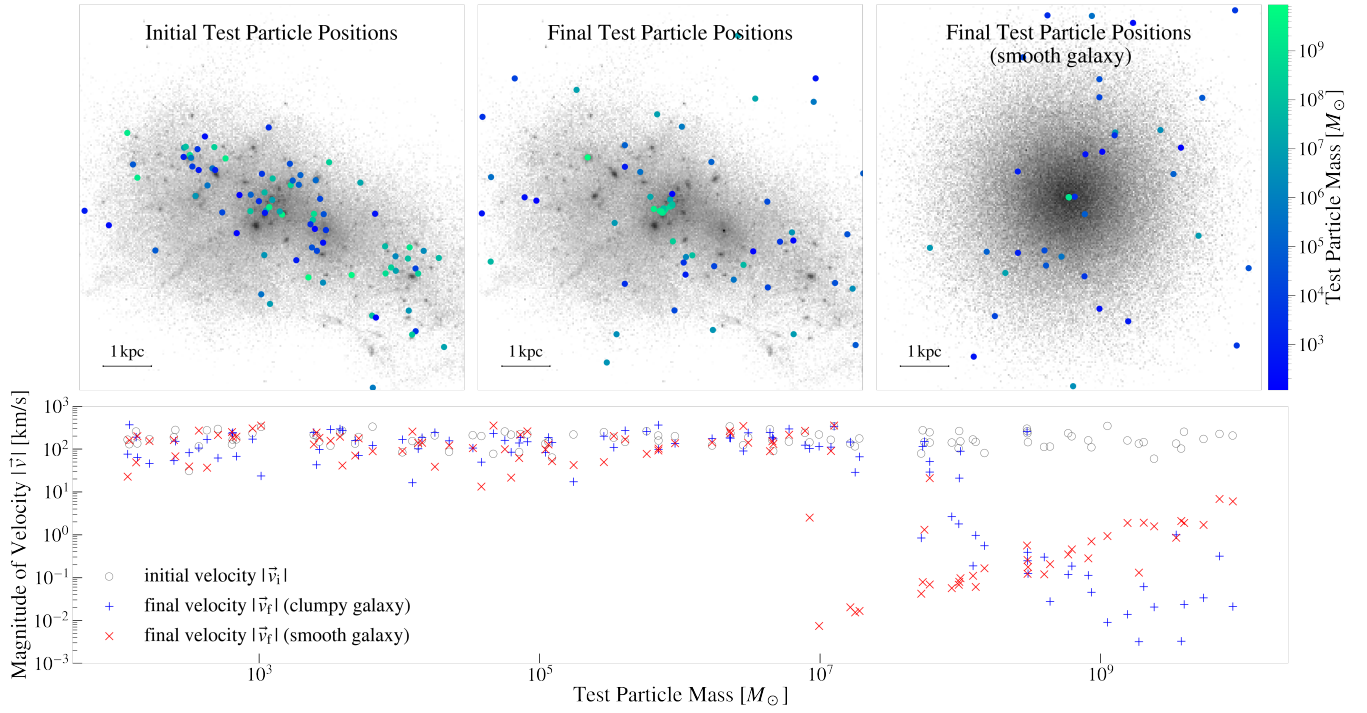 Initial Test Particle Positions
1 kpc
Final Test Particle Positions
1 kpc
Final Test Particle Positions
(smooth galaxy)
1 kpc
10⁹
10⁸
10⁷
10⁶
10⁵
10⁴
10³
Test Particle Mass [M⊙]
10³
10²
10¹
10⁰
10⁻¹
10⁻²
10⁻³
Magnitude of Velocity |v⃗| [km/s]
initial velocity |v⃗ᵢ|
final velocity |v⃗_f| (clumpy galaxy)
final velocity |v⃗_f| (smooth galaxy)
10³
10⁵
10⁷
10⁹
Test Particle Mass [M⊙]